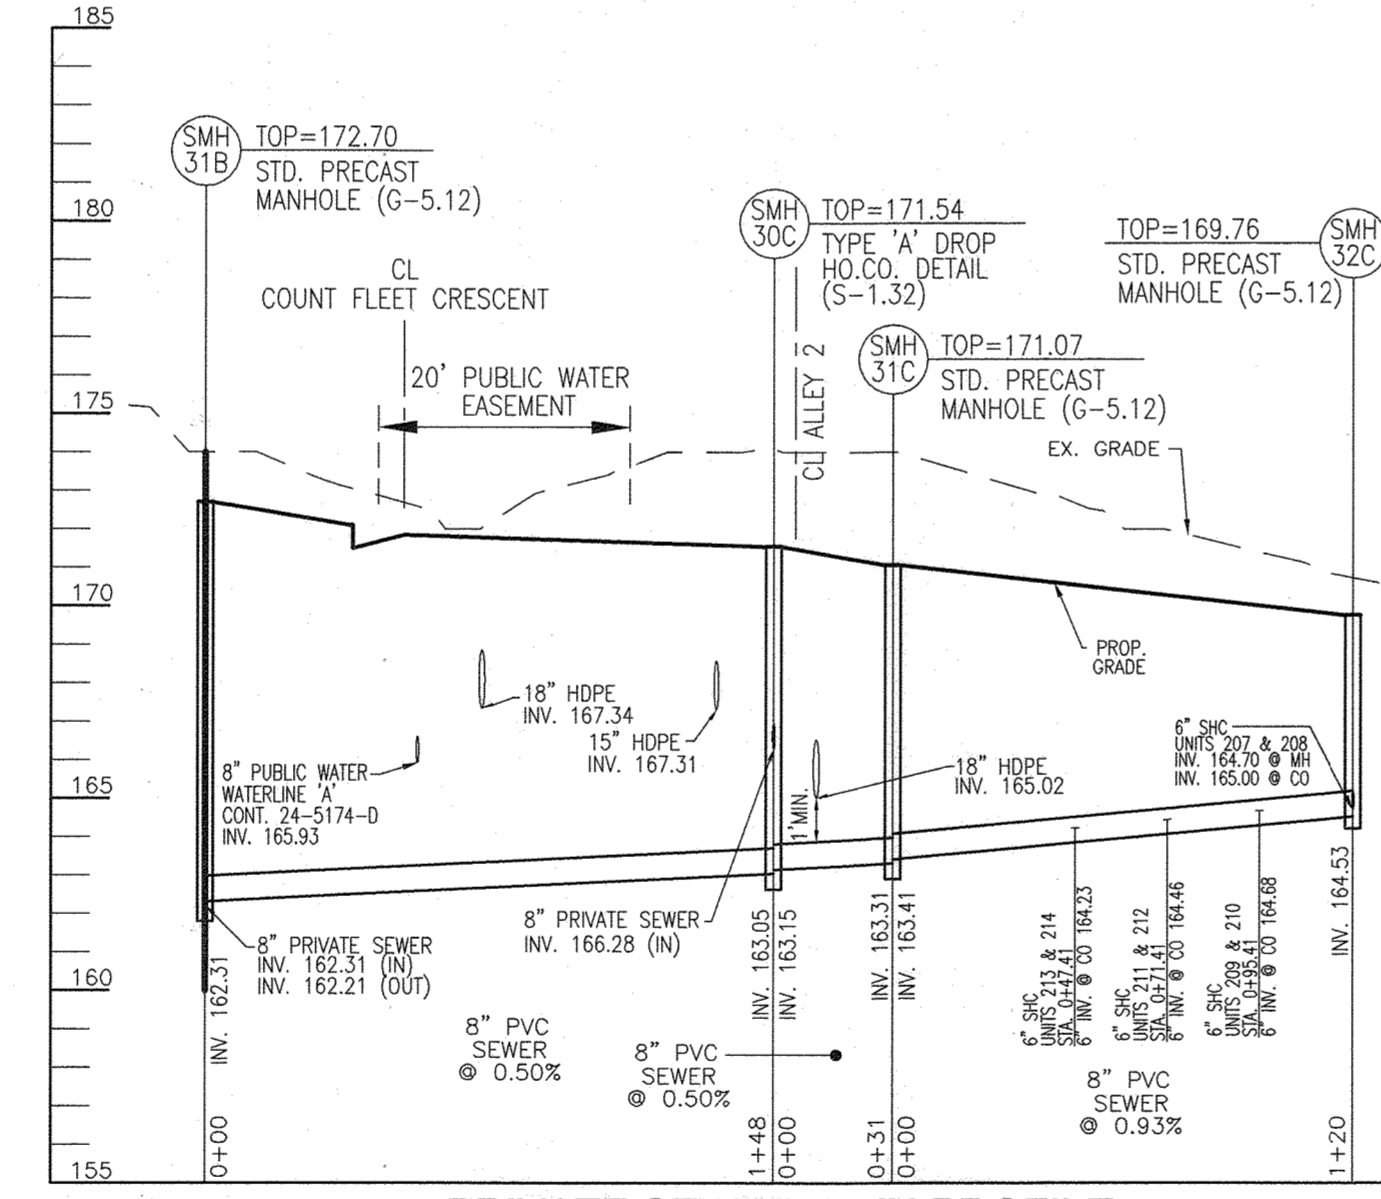 185
180
175
170
165
160
155
SMH
31B
TOP=172.70
STD. PRECAST
MANHOLE (G-5.12)
CL
COUNT FLEET CRESCENT
20' PUBLIC WATER
EASEMENT
SMH
30C
TOP=171.54
TYPE 'A' DROP
HO.CO. DETAIL
(S-1.32)
CL ALLEY 2
SMH
31C
TOP=171.07
STD. PRECAST
MANHOLE (G-5.12)
TOP=169.76
STD. PRECAST
MANHOLE (G-5.12)
SMH
32C
EX. GRADE
PROP.
GRADE
18" HDPE
INV. 167.34
15" HDPE
INV. 167.31
8" PUBLIC WATER
WATERLINE 'A'
CONT. 24-5174-D
INV. 165.93
18" HDPE
INV. 165.02
1'MIN.
6" SHC
UNITS 207 & 208
INV. 164.70 @ MH
INV. 165.00 @ CO
8" PRIVATE SEWER
INV. 162.31 (IN)
INV. 162.21 (OUT)
8" PRIVATE SEWER
INV. 166.28 (IN)
INV. 162.31
INV. 163.05
INV. 163.15
INV. 163.31
INV. 163.41
6" SHC
UNITS 213 & 214
STA. 0+47.41
6" INV. @ CO 164.23
6" SHC
UNITS 211 & 212
STA. 0+71.41
6" INV. @ CO 164.46
6" SHC
UNITS 209 & 210
STA. 0+95.41
6" INV. @ CO 164.68
INV. 164.53
8" PVC
SEWER
@ 0.50%
8" PVC
SEWER
@ 0.50%
8" PVC
SEWER
@ 0.93%
0+00
1+48
0+00
0+31
0+00
1+20